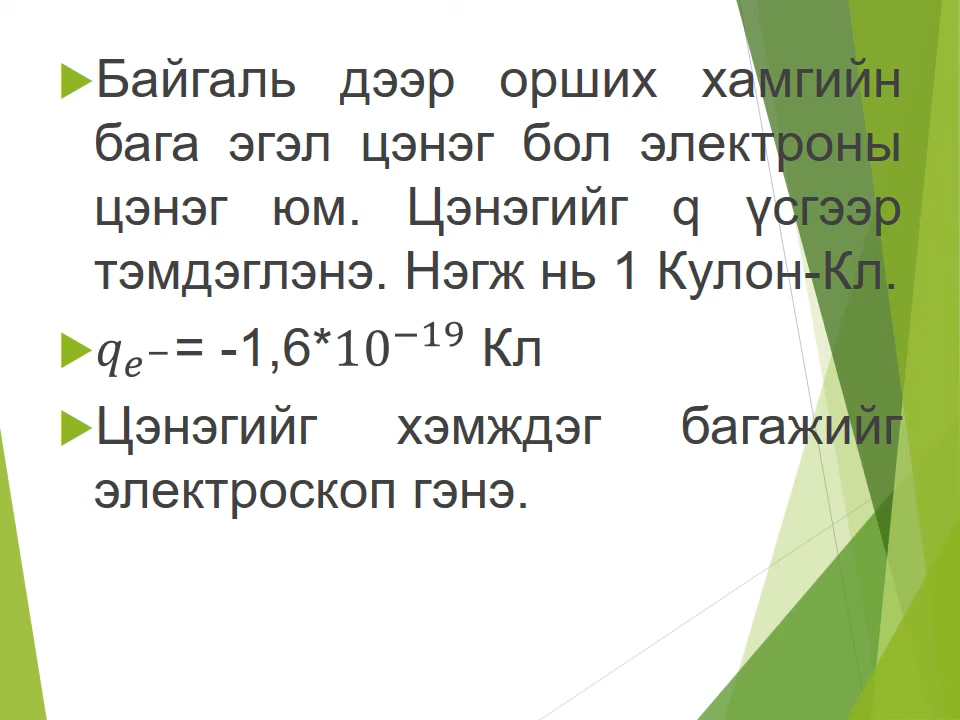 Байгаль дээр орших хамгийн
бага эгэл цэнэг бол электроны
цэнэг юм. Цэнэгийг q үсгээр
тэмдэглэнэ. Нэгж нь 1 Кулон-Кл.
𝑞ₑ₋= -1,6*10⁻¹⁹ Кл
Цэнэгийг хэмждэг багажийг
электроскоп гэнэ.